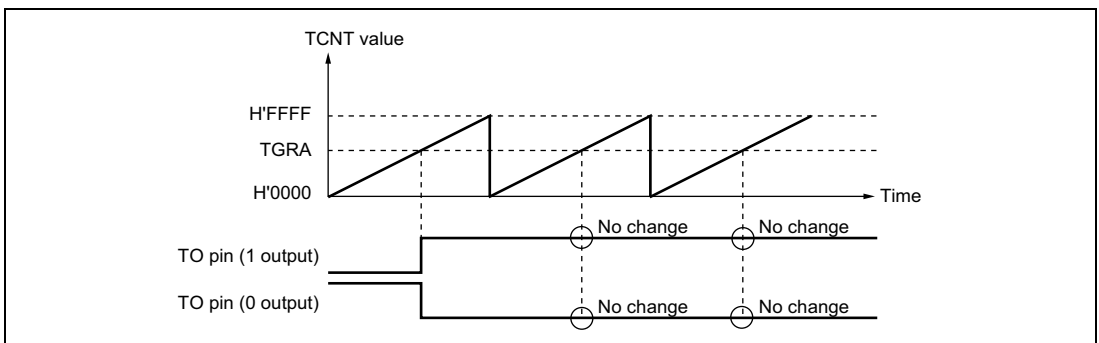 TCNT value
H'FFFF
TGRA
H'0000
Time
No change
No change
TO pin (1 output)
TO pin (0 output)
No change
No change